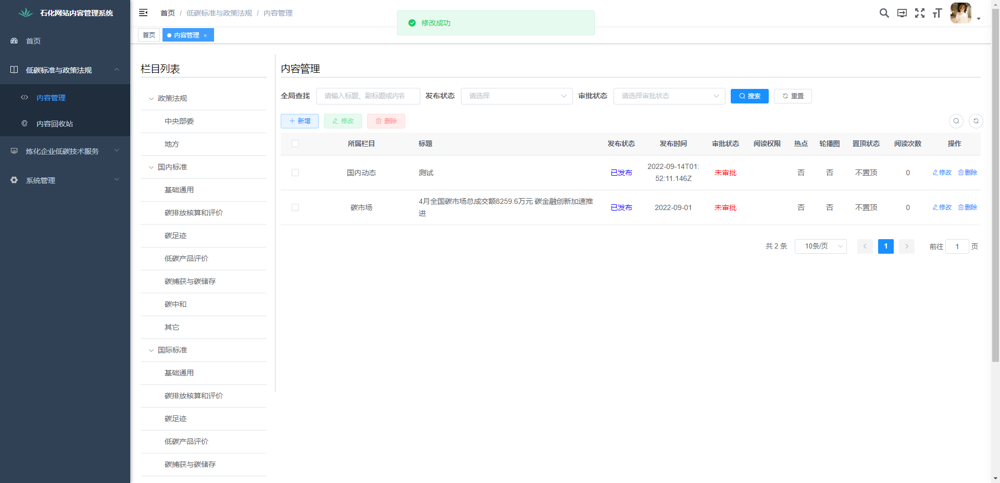 石化网站内容管理系统
首页
低碳标准与政策法规
内容管理
内容回收站
炼化企业低碳技术服务
系统管理
首页 / 低碳标准与政策法规 / 内容管理
修改成功
首页
内容管理 ×
栏目列表
政策法规
中央部委
地方
国内标准
基础通用
碳排放核算和评价
碳足迹
低碳产品评价
碳捕获与碳储存
碳中和
其它
国际标准
基础通用
碳排放核算和评价
碳足迹
低碳产品评价
碳捕获与碳储存
内容管理
全局查找 请输入标题、副标题或内容 发布状态 请选择 审批状态 请选择审批状态 搜索 重置
新增 修改 删除
所属栏目 标题 发布状态 发布时间 审批状态 阅读权限 热点 轮播图 置顶状态 阅读次数 操作
国内动态 测试 已发布 2022-09-14T01:52:11.146Z 未审批 否 否 不置顶 0 修改 删除
碳市场 4月全国碳市场总成交额8259.6万元 碳金融创新加速推进 已发布 2022-09-01 未审批 否 否 不置顶 0 修改 删除
共 2 条 10条/页 1 前往 1 页